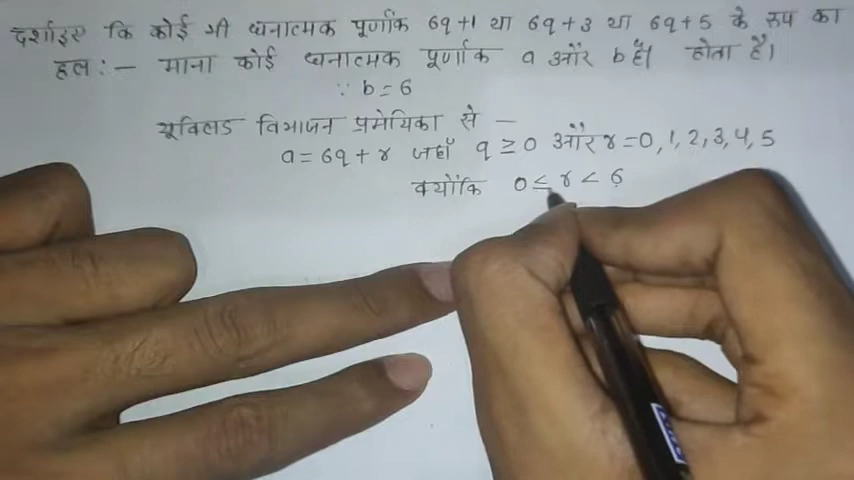 दर्शाइए कि कोई भी धनात्मक पूर्णांक 6q+1 या 6q+3 या 6q+5 के रूप का
होता है।
हल :— माना कोई धनात्मक पूर्णांक a और b है।
∵ b = 6
यूक्लिड विभाजन प्रमेयिका से —
a = 6q + r जहाँ q ≥ 0 और r = 0, 1, 2, 3, 4, 5
क्योंकि 0 ≤ r < 6